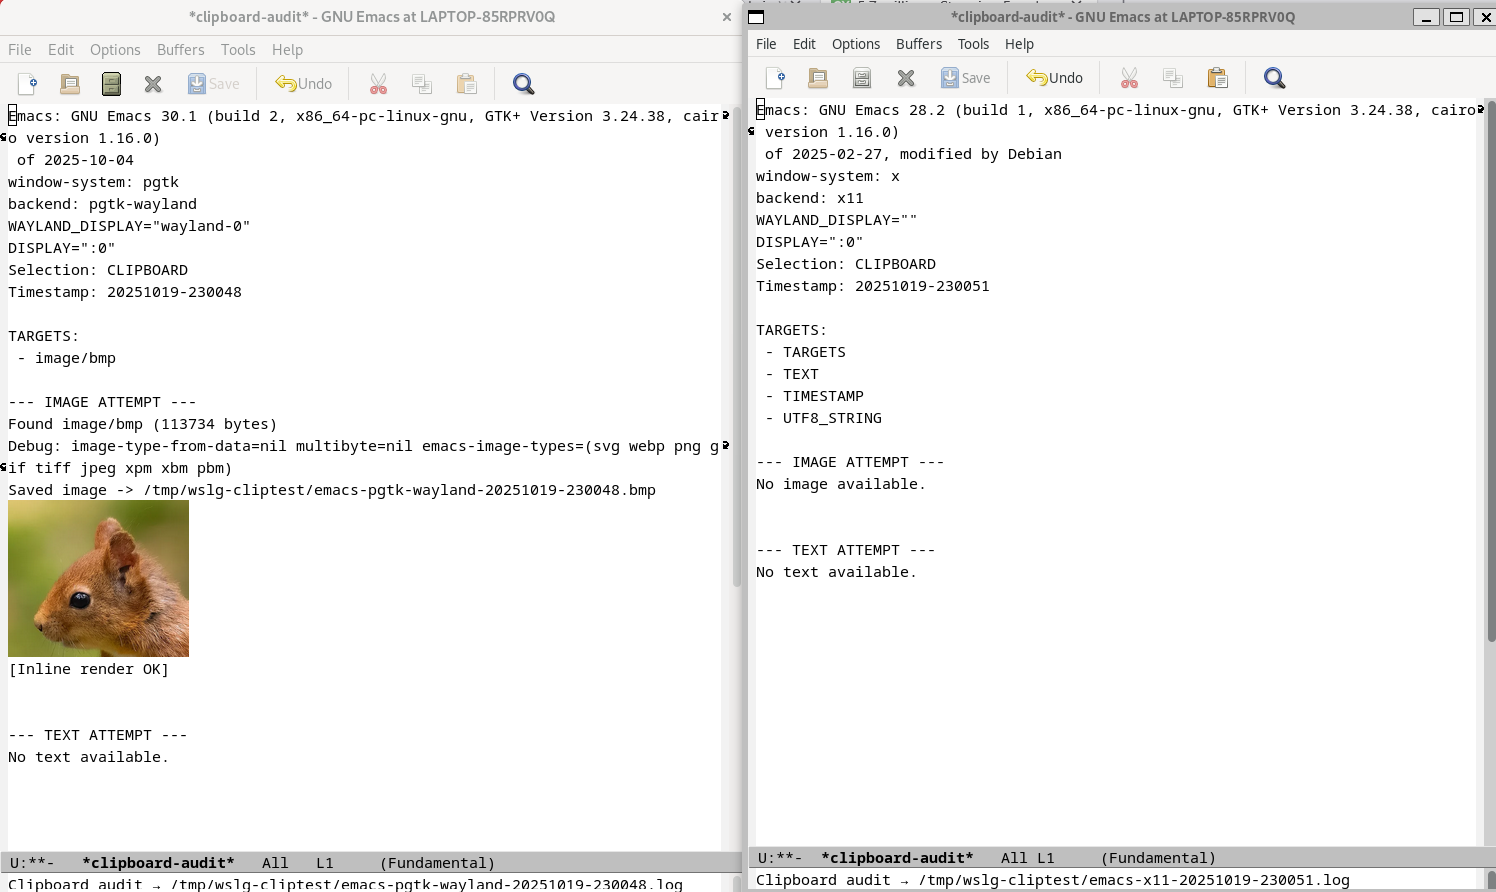 *clipboard-audit* - GNU Emacs at LAPTOP-85RPRV0Q
File Edit Options Buffers Tools Help
Save Undo
Emacs: GNU Emacs 30.1 (build 2, x86_64-pc-linux-gnu, GTK+ Version 3.24.38, cair
o version 1.16.0)
 of 2025-10-04
window-system: pgtk
backend: pgtk-wayland
WAYLAND_DISPLAY="wayland-0"
DISPLAY=":0"
Selection: CLIPBOARD
Timestamp: 20251019-230048
TARGETS:
 - image/bmp
--- IMAGE ATTEMPT ---
Found image/bmp (113734 bytes)
Debug: image-type-from-data=nil multibyte=nil emacs-image-types=(svg webp png g
if tiff jpeg xpm xbm pbm)
Saved image -> /tmp/wslg-cliptest/emacs-pgtk-wayland-20251019-230048.bmp
[Inline render OK]
--- TEXT ATTEMPT ---
No text available.
U:**- *clipboard-audit* All L1 (Fundamental)
Clipboard audit → /tmp/wslg-cliptest/emacs-pgtk-wayland-20251019-230048.log
*clipboard-audit* - GNU Emacs at LAPTOP-85RPRV0Q
File Edit Options Buffers Tools Help
Save Undo
Emacs: GNU Emacs 28.2 (build 1, x86_64-pc-linux-gnu, GTK+ Version 3.24.38, cairo
 version 1.16.0)
 of 2025-02-27, modified by Debian
window-system: x
backend: x11
WAYLAND_DISPLAY=""
DISPLAY=":0"
Selection: CLIPBOARD
Timestamp: 20251019-230051
TARGETS:
 - TARGETS
 - TEXT
 - TIMESTAMP
 - UTF8_STRING
--- IMAGE ATTEMPT ---
No image available.
--- TEXT ATTEMPT ---
No text available.
U:**- *clipboard-audit* All L1 (Fundamental)
Clipboard audit → /tmp/wslg-cliptest/emacs-x11-20251019-230051.log